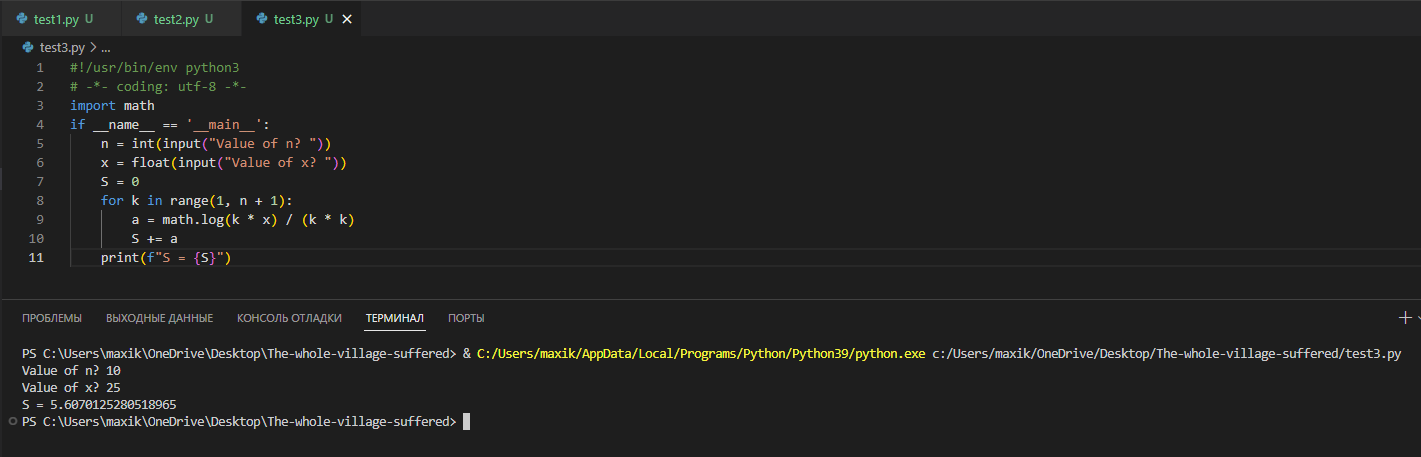 test1.py U test2.py U test3.py U
test3.py > ...
1 #!/usr/bin/env python3
2 # -*- coding: utf-8 -*-
3 import math
4 if __name__ == '__main__':
5 n = int(input("Value of n? "))
6 x = float(input("Value of x? "))
7 S = 0
8 for k in range(1, n + 1):
9 a = math.log(k * x) / (k * k)
10 S += a
11 print(f"S = {S}")
ПРОБЛЕМЫ ВЫХОДНЫЕ ДАННЫЕ КОНСОЛЬ ОТЛАДКИ ТЕРМИНАЛ ПОРТЫ
PS C:\Users\maxik\OneDrive\Desktop\The-whole-village-suffered> & C:/Users/maxik/AppData/Local/Programs/Python/Python39/python.exe c:/Users/maxik/OneDrive/Desktop/The-whole-village-suffered/test3.py
Value of n? 10
Value of x? 25
S = 5.6070125280518965
PS C:\Users\maxik\OneDrive\Desktop\The-whole-village-suffered>